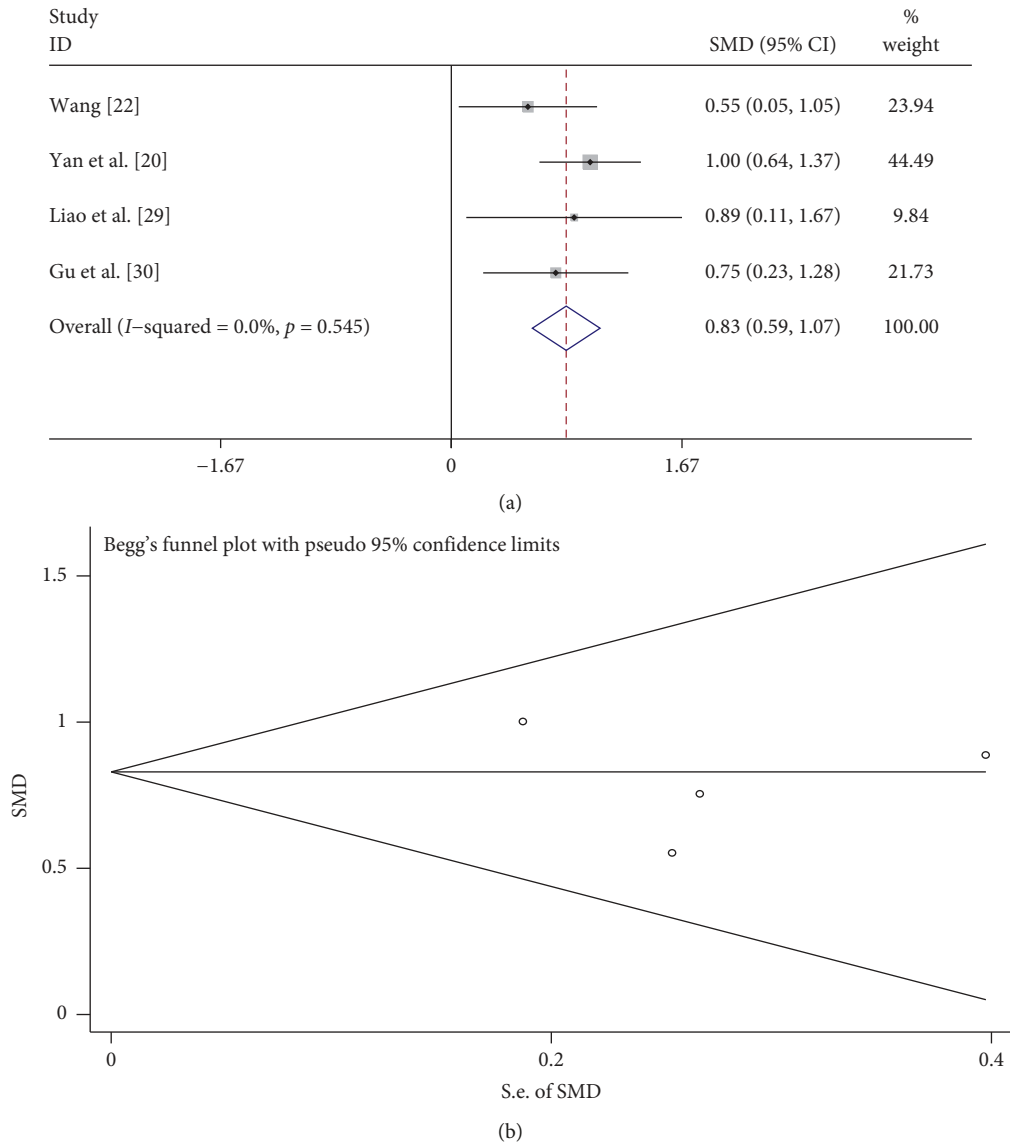 Study
ID
SMD (95% CI)
%
weight
Wang [22] 0.55 (0.05, 1.05) 23.94
Yan et al. [20] 1.00 (0.64, 1.37) 44.49
Liao et al. [29] 0.89 (0.11, 1.67) 9.84
Gu et al. [30] 0.75 (0.23, 1.28) 21.73
Overall (I−squared = 0.0%, p = 0.545) 0.83 (0.59, 1.07) 100.00
−1.67 0 1.67
(a)
Begg's funnel plot with pseudo 95% confidence limits
1.5
1
0.5
0
SMD
0 0.2 0.4
S.e. of SMD
(b)